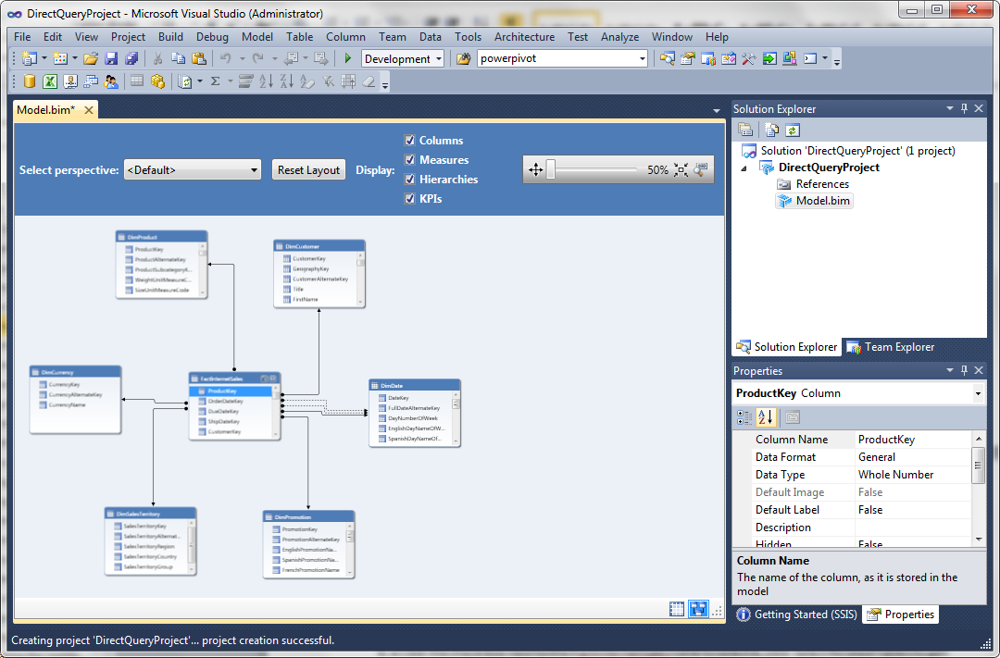 DirectQueryProject - Microsoft Visual Studio (Administrator)
File Edit View Project Build Debug Model Table Column Team Data Tools Architecture Test Analyze Window Help
Development powerpivot
Model.bim*
Select perspective: <Default> Reset Layout Display:
Columns
Measures
Hierarchies
KPIs
50%
DimProduct
ProductKey
ProductAlternateKey
ProductSubcategoryK...
WeightUnitMeasureC...
SizeUnitMeasureCode
DimCustomer
CustomerKey
GeographyKey
CustomerAlternateKey
Title
FirstName
DimCurrency
CurrencyKey
CurrencyAlternateKey
CurrencyName
FactInternetSales
ProductKey
OrderDateKey
DueDateKey
ShipDateKey
CustomerKey
DimDate
DateKey
FullDateAlternateKey
DayNumberOfWeek
EnglishDayNameOfW...
SpanishDayNameOf...
DimSalesTerritory
SalesTerritoryKey
SalesTerritoryAlternat...
SalesTerritoryRegion
SalesTerritoryCountry
SalesTerritoryGroup
DimPromotion
PromotionKey
PromotionAlternateKey
EnglishPromotionNa...
SpanishPromotionNa...
FrenchPromotionName
Solution Explorer
Solution 'DirectQueryProject' (1 project)
DirectQueryProject
References
Model.bim
Solution Explorer Team Explorer
Properties
ProductKey Column
Column Name ProductKey
Data Format General
Data Type Whole Number
Default Image False
Default Label False
Description
Hidden False
Column Name
The name of the column, as it is stored in the
model
Getting Started (SSIS) Properties
Creating project 'DirectQueryProject'... project creation successful.